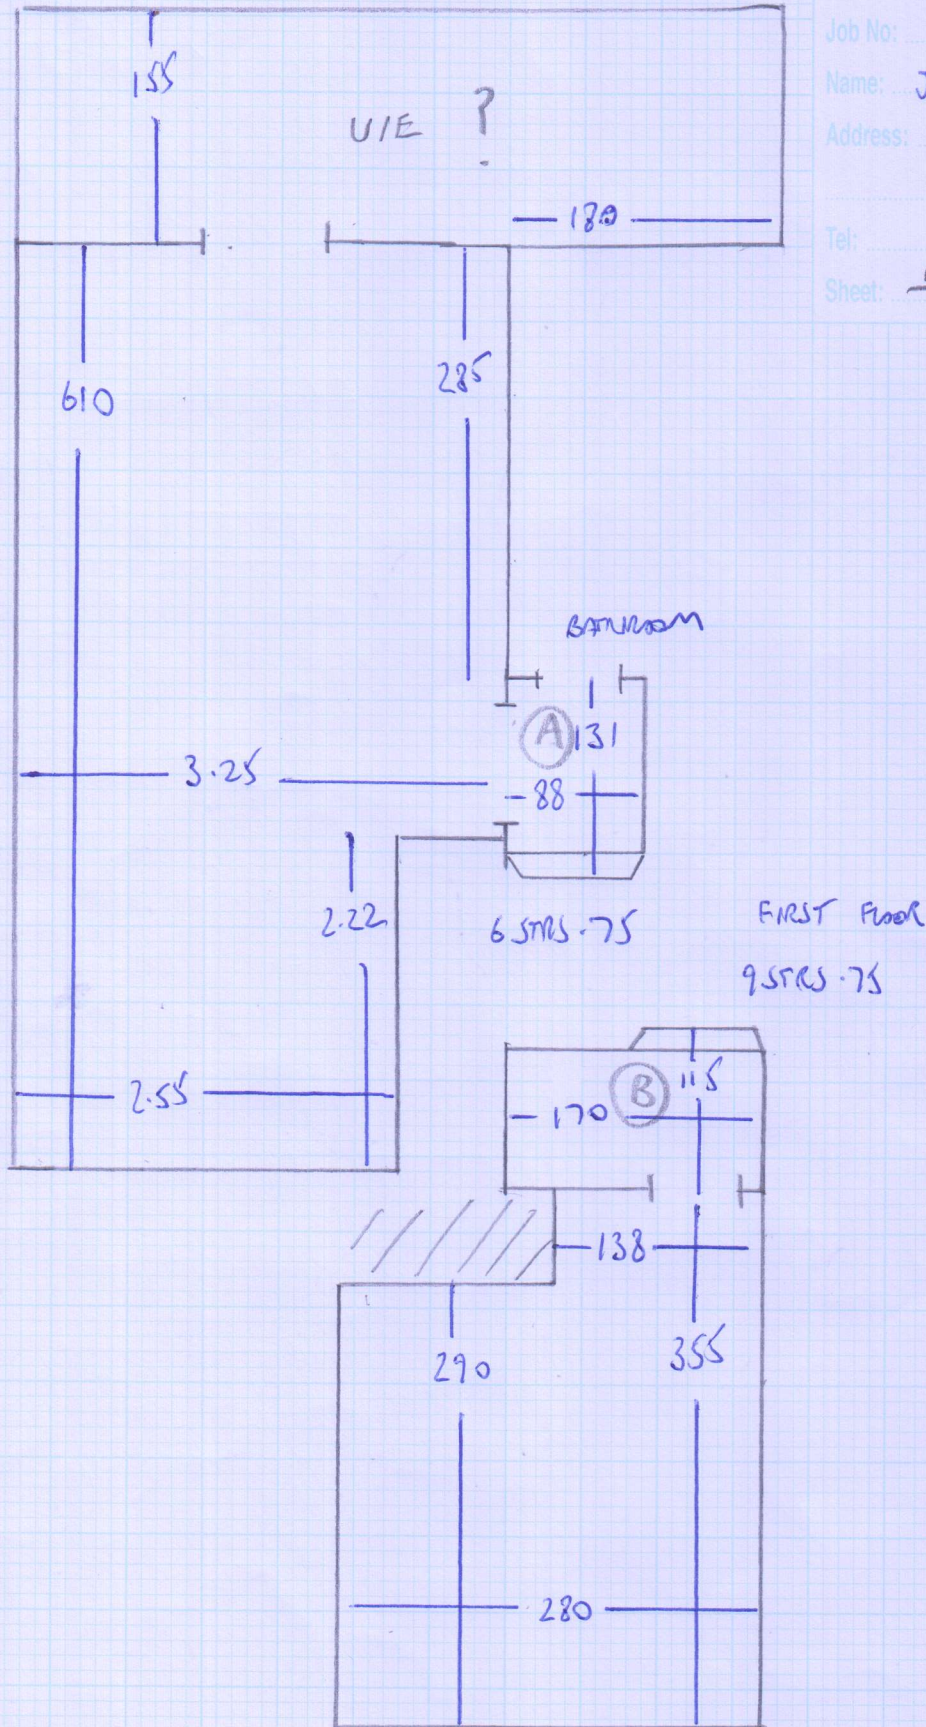 Job No:
155
Name: J
U/E ?
Address:
180
Tel:
Sheet:
285
610
BATHROOM
A 131
3.25
88
2.22
6 STRS .75
FIRST FLOOR
9 STRS .75
2.55
B 115
170
138
290
355
280